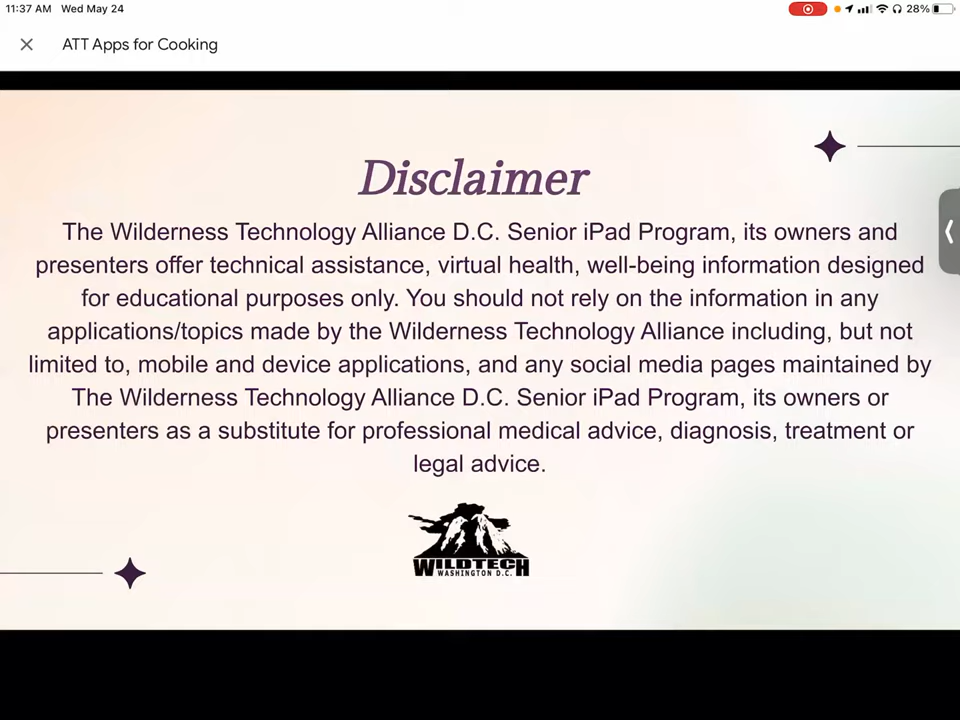 11:37 AM Wed May 24
28%
ATT Apps for Cooking
Disclaimer
The Wilderness Technology Alliance D.C. Senior iPad Program, its owners and
presenters offer technical assistance, virtual health, well-being information designed
for educational purposes only. You should not rely on the information in any
applications/topics made by the Wilderness Technology Alliance including, but not
limited to, mobile and device applications, and any social media pages maintained by
The Wilderness Technology Alliance D.C. Senior iPad Program, its owners or
presenters as a substitute for professional medical advice, diagnosis, treatment or
legal advice.
WILDTECH
WASHINGTON D.C.